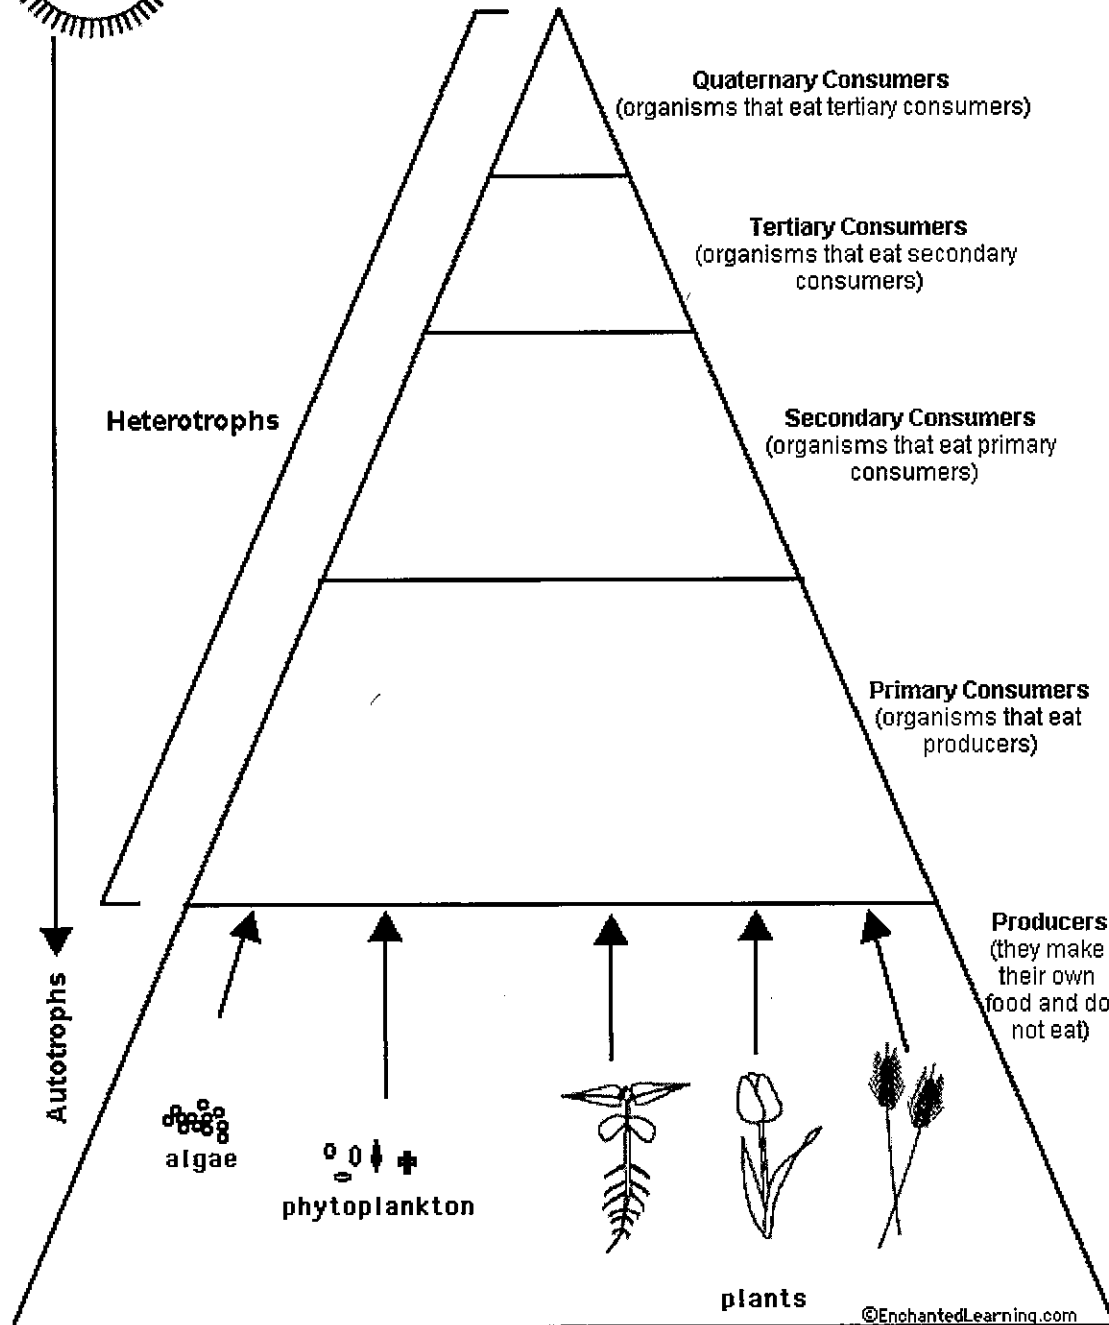 Quaternary Consumers
(organisms that eat tertiary consumers)
Tertiary Consumers
(organisms that eat secondary
consumers)
Heterotrophs
Secondary Consumers
(organisms that eat primary
consumers)
Primary Consumers
(organisms that eat
producers)
Producers
(they make
their own
food and do
not eat)
Autotrophs
algae
phytoplankton
plants
©EnchantedLearning.com